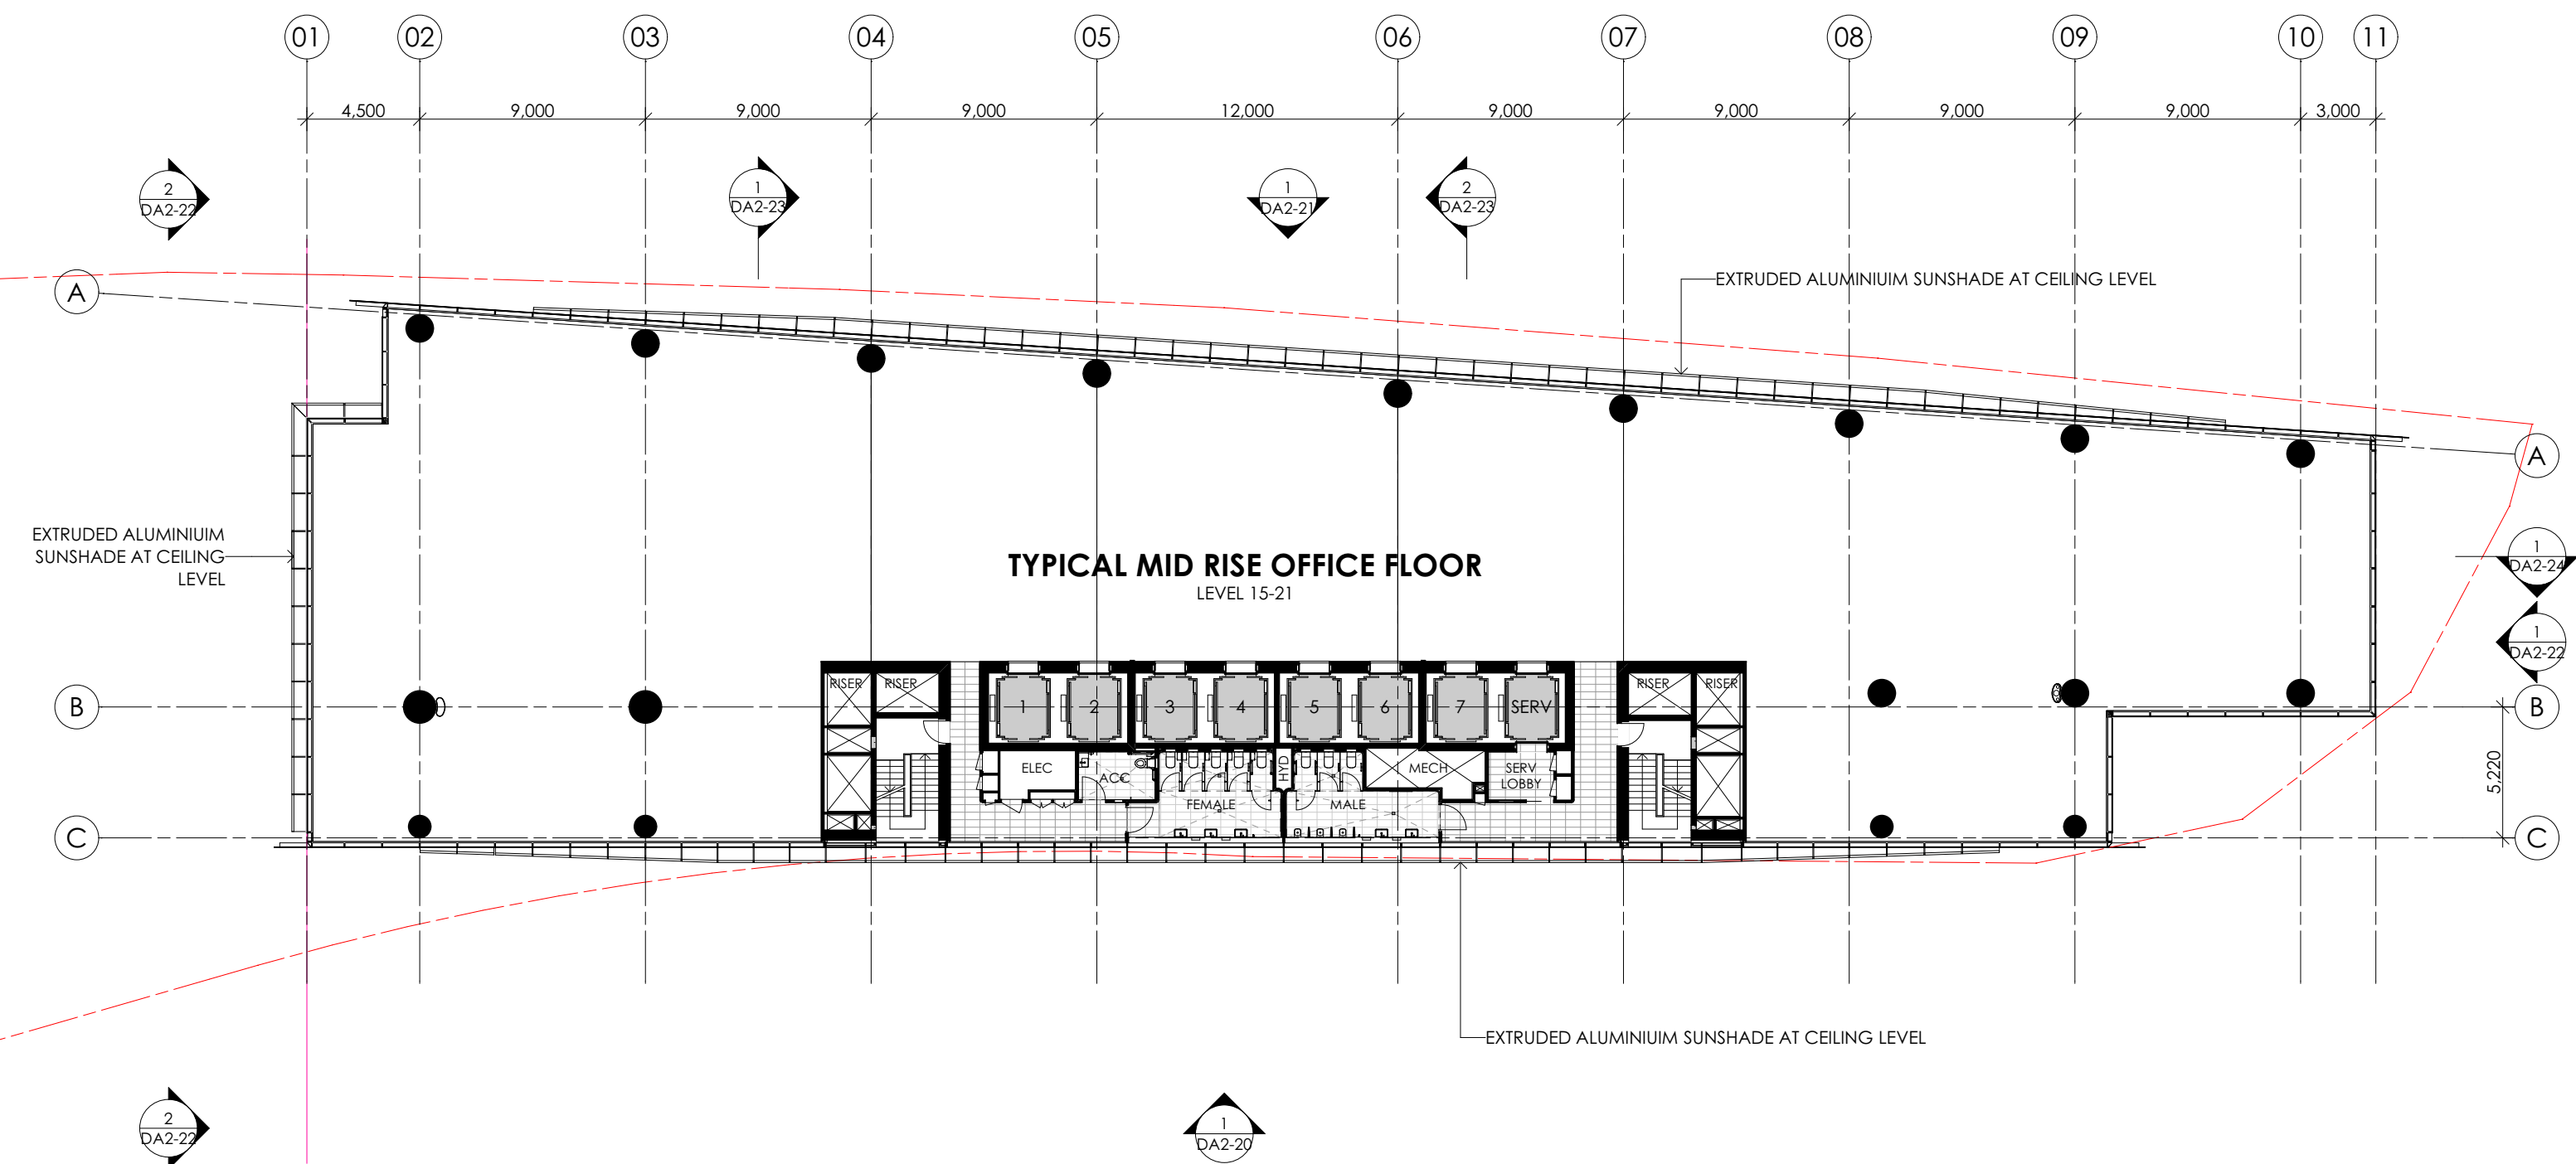 01 02 03 04 05 06 07 08 09 10 11
4,500 9,000 9,000 9,000 12,000 9,000 9,000 9,000 9,000 3,000
2
DA2-22
1
DA2-23
1
DA2-21
2
DA2-23
A
EXTRUDED ALUMINIUIM SUNSHADE AT CEILING LEVEL
A
EXTRUDED ALUMINIUIM
SUNSHADE AT CEILING
LEVEL
TYPICAL MID RISE OFFICE FLOOR
LEVEL 15-21
1
DA2-24
1
DA2-22
RISER RISER RISER RISER
B
1 2 3 4 5 6 7 SERV
B
ELEC
ACC
HYD
MECH
SERV
LOBBY
FEMALE
MALE
5,220
C
C
EXTRUDED ALUMINIUIM SUNSHADE AT CEILING LEVEL
2
DA2-22
1
DA2-20